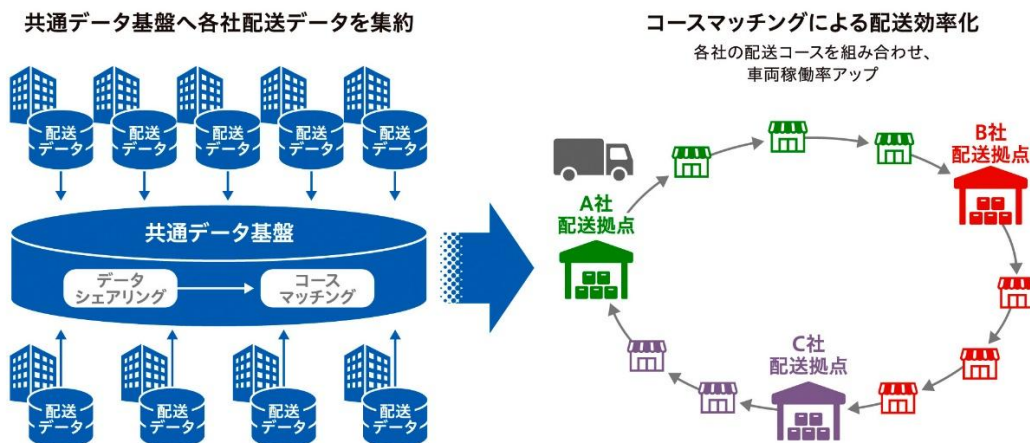 共通データ基盤へ各社配送データを集約
配送
データ
配送
データ
配送
データ
配送
データ
配送
データ
共通データ基盤
データ
シェアリング
コース
マッチング
配送
データ
配送
データ
配送
データ
配送
データ
コースマッチングによる配送効率化
各社の配送コースを組み合わせ、
車両稼働率アップ
A社
配送拠点
B社
配送拠点
C社
配送拠点